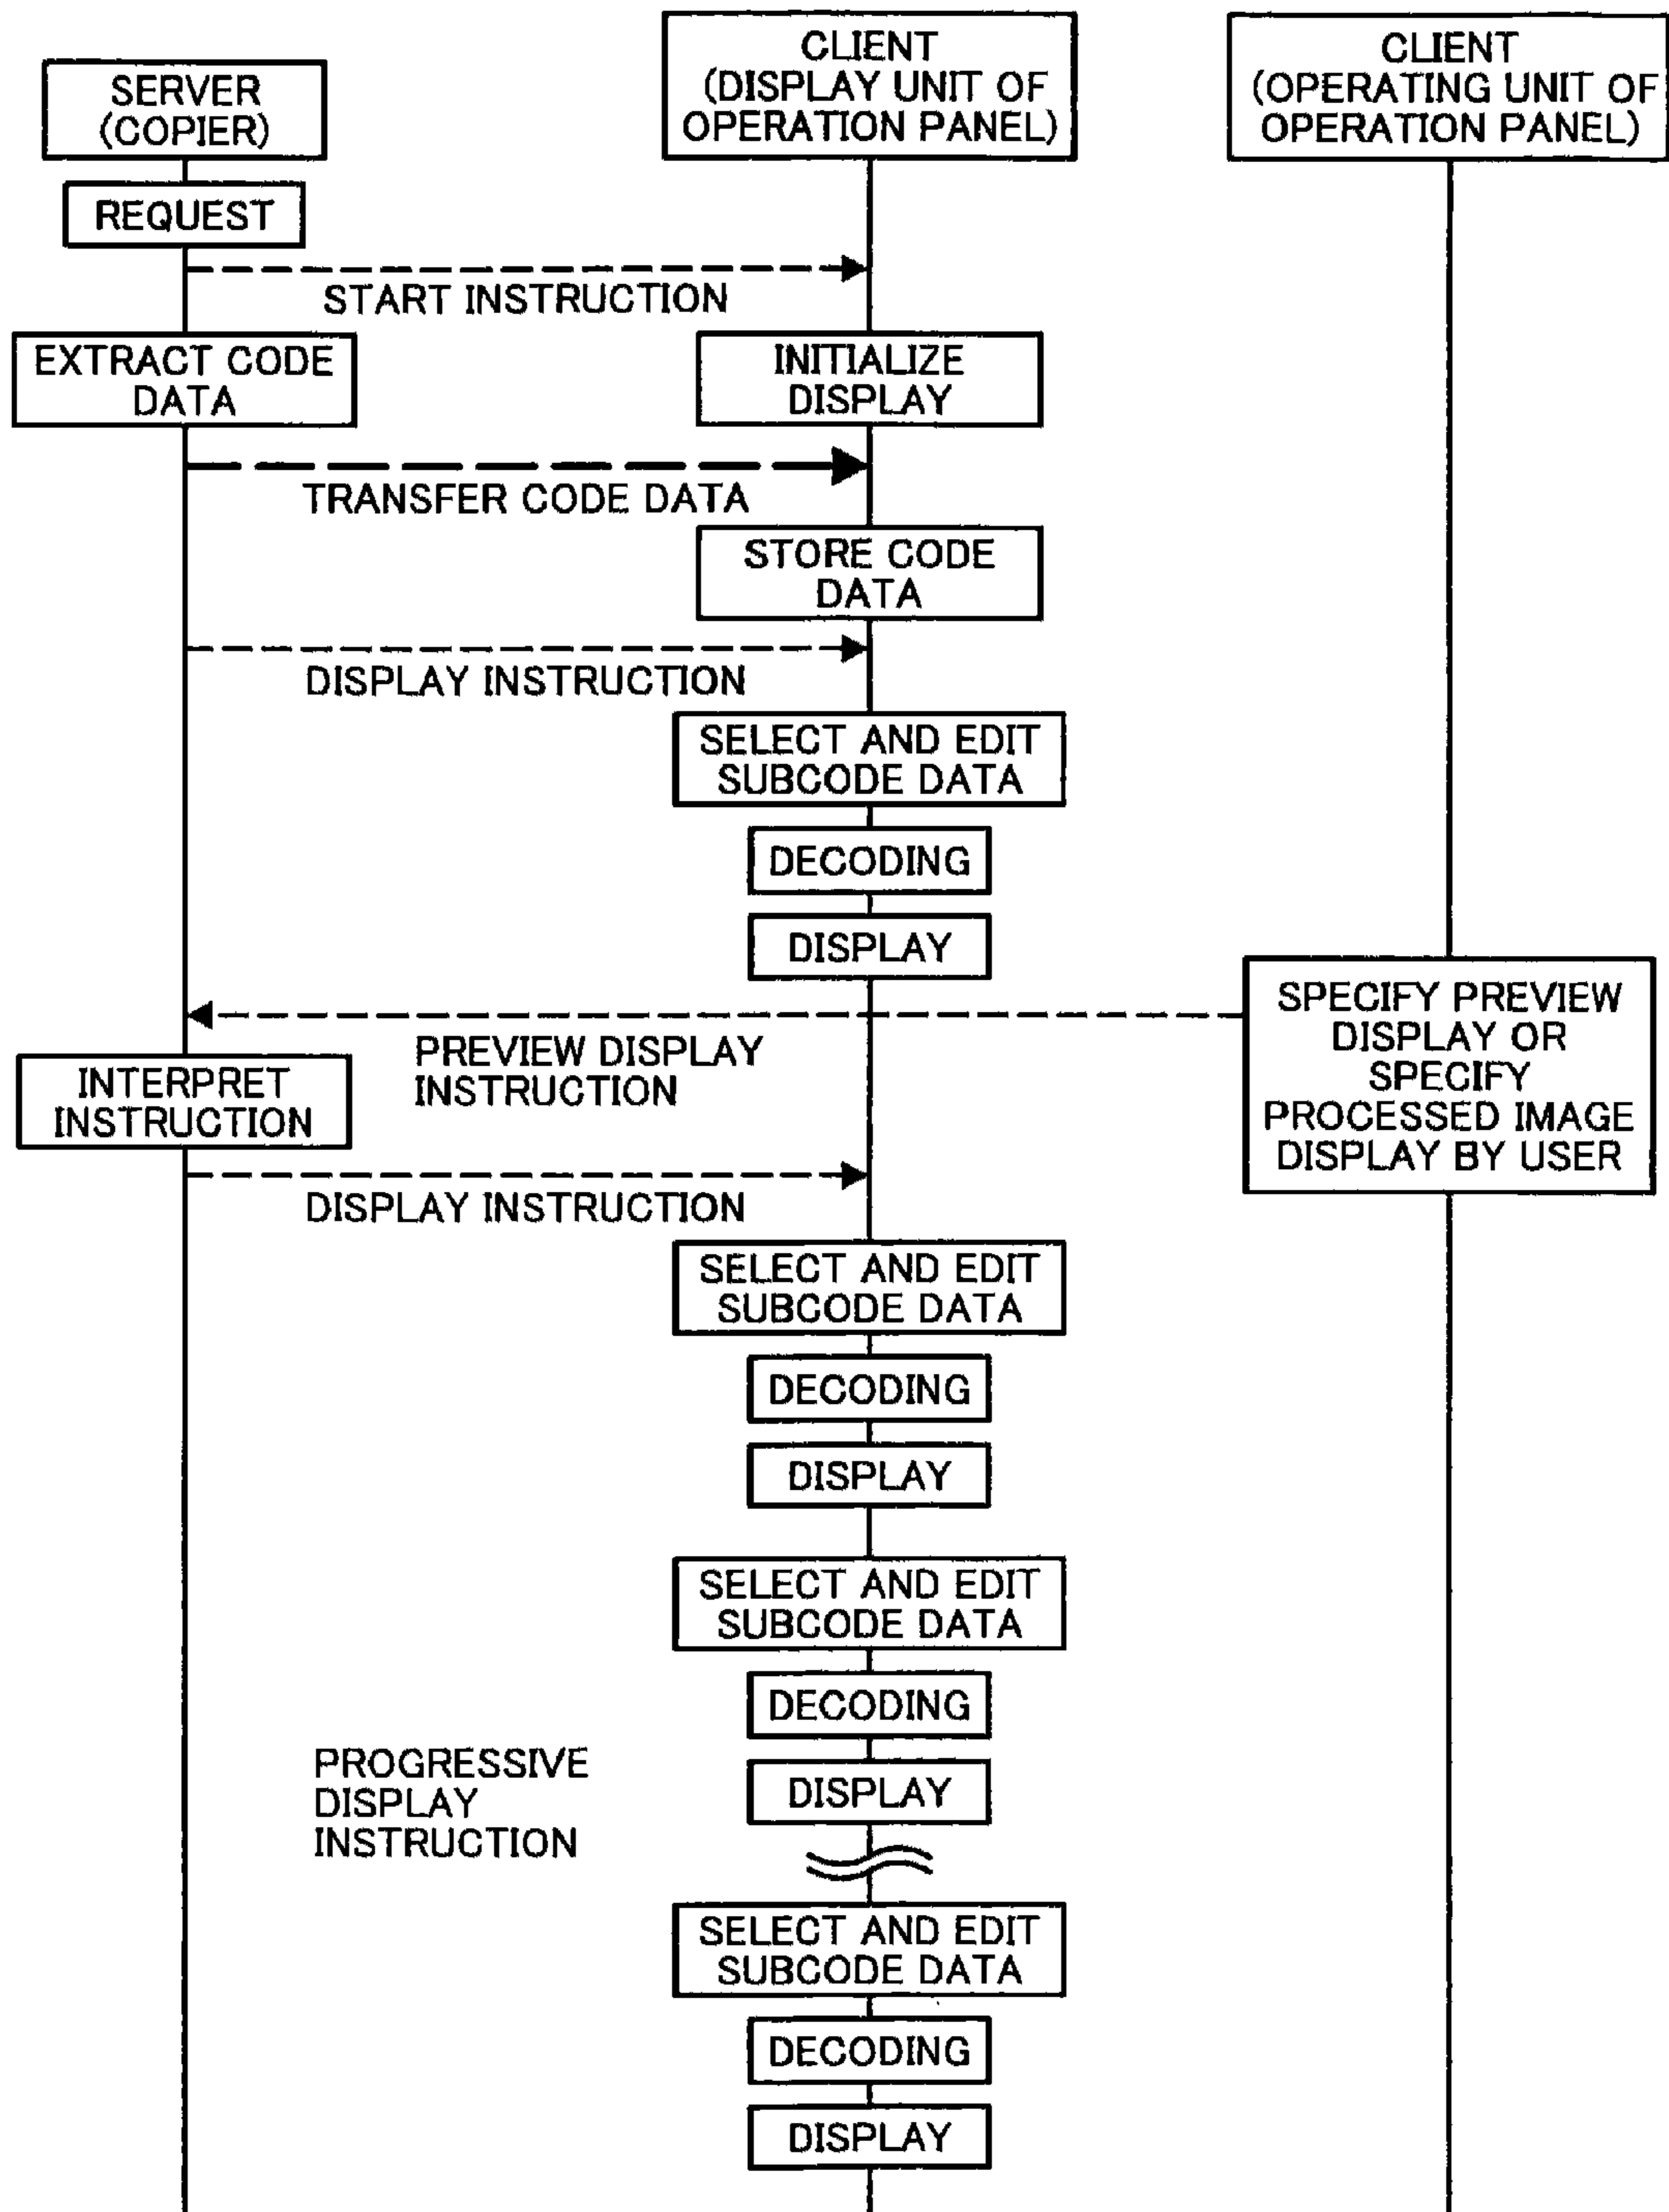 SERVER
(COPIER)
CLIENT
(DISPLAY UNIT OF
OPERATION PANEL)
CLIENT
(OPERATING UNIT OF
OPERATION PANEL)
REQUEST
START INSTRUCTION
EXTRACT CODE
DATA
INITIALIZE
DISPLAY
TRANSFER CODE DATA
STORE CODE
DATA
DISPLAY INSTRUCTION
SELECT AND EDIT
SUBCODE DATA
DECODING
DISPLAY
SPECIFY PREVIEW
DISPLAY OR
SPECIFY
PROCESSED IMAGE
DISPLAY BY USER
PREVIEW DISPLAY
INSTRUCTION
INTERPRET
INSTRUCTION
DISPLAY INSTRUCTION
SELECT AND EDIT
SUBCODE DATA
DECODING
DISPLAY
SELECT AND EDIT
SUBCODE DATA
DECODING
DISPLAY
PROGRESSIVE
DISPLAY
INSTRUCTION
SELECT AND EDIT
SUBCODE DATA
DECODING
DISPLAY